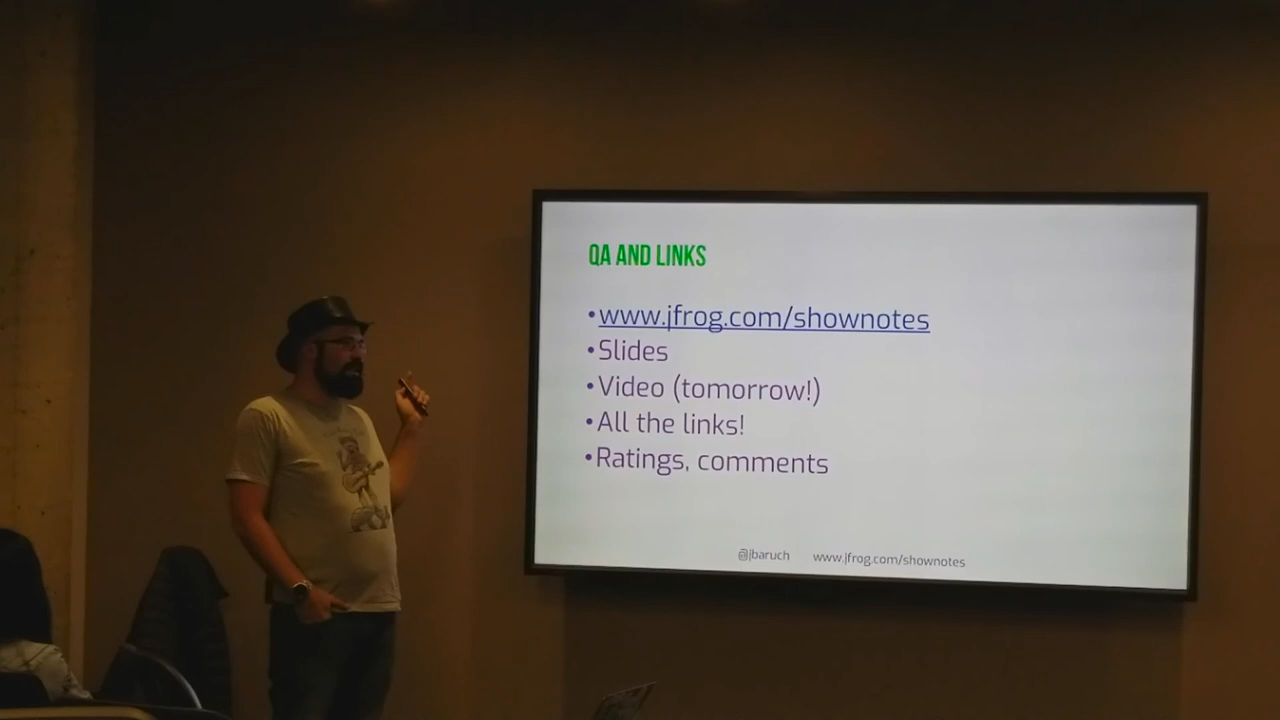 QA AND LINKS
•www.jfrog.com/shownotes
•Slides
•Video (tomorrow!)
•All the links!
•Ratings, comments
@jbaruch www.jfrog.com/shownotes